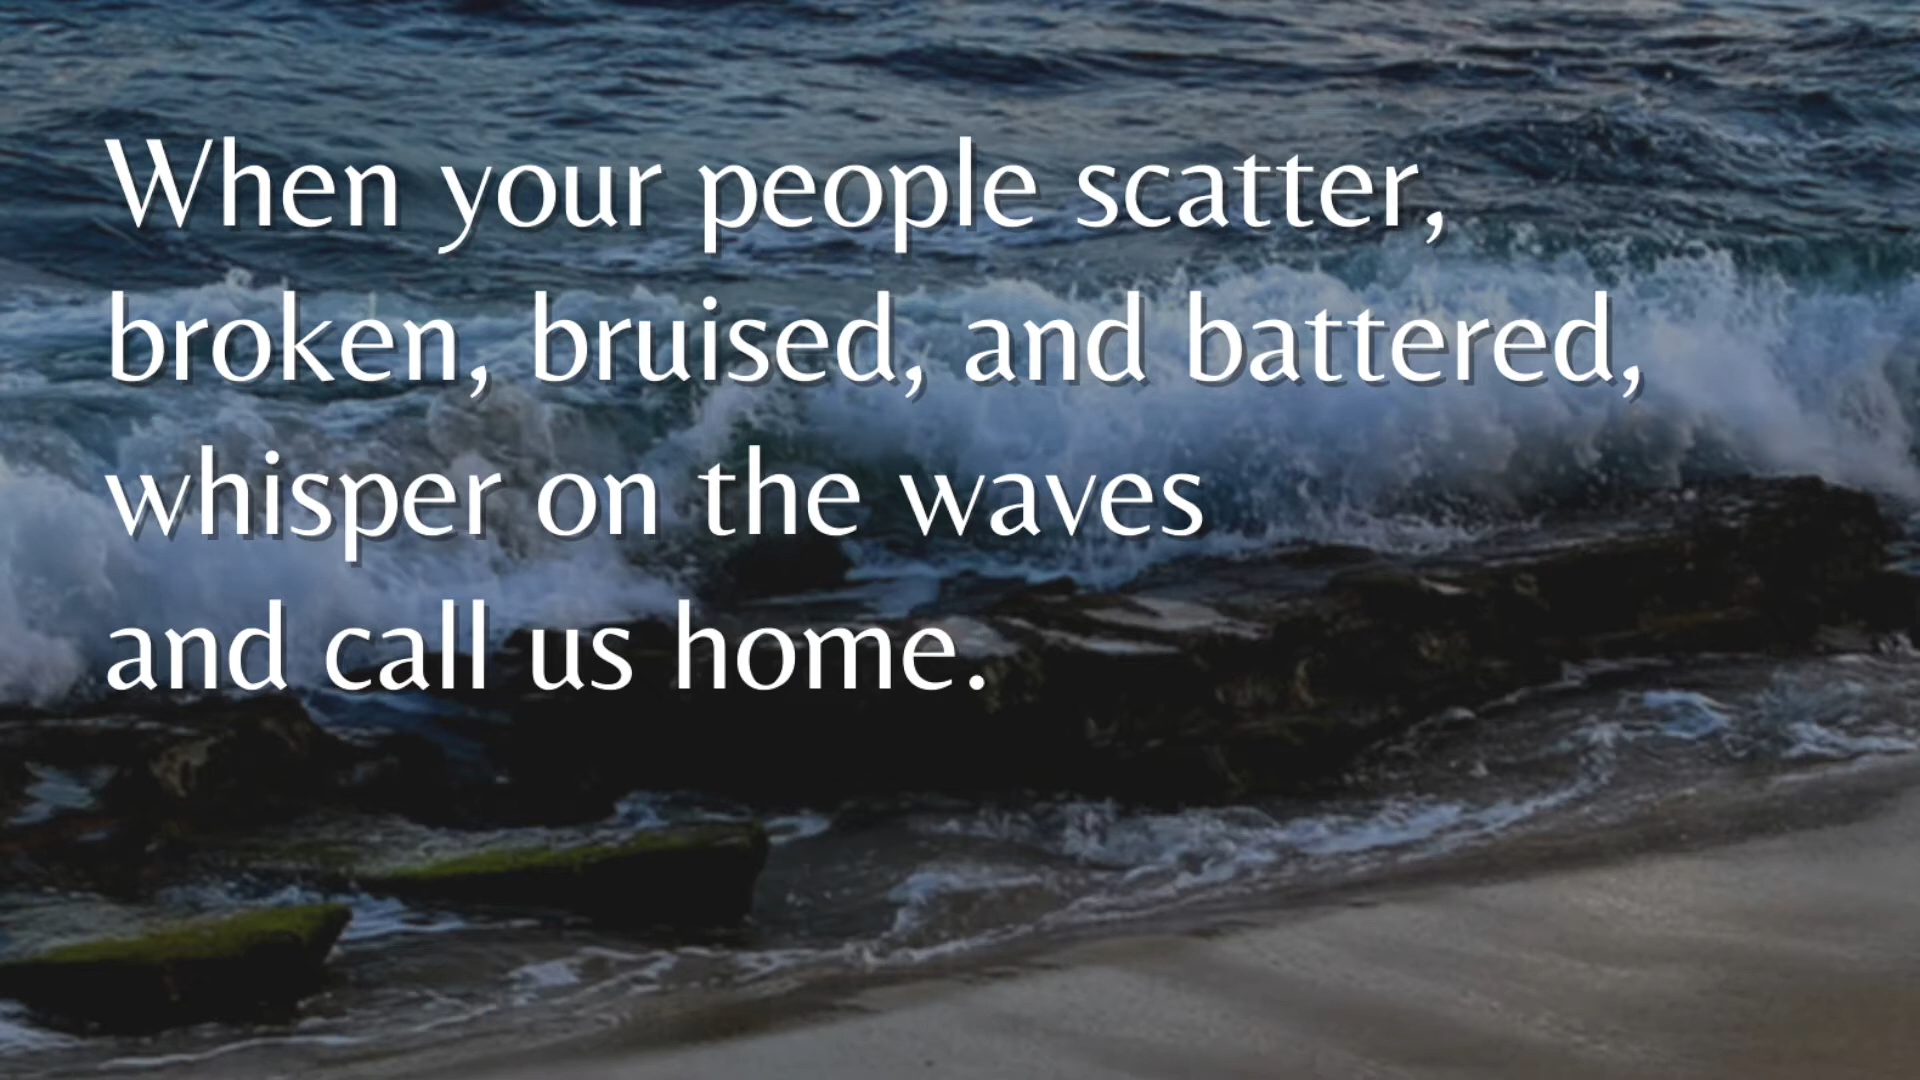 When your people scatter,
broken, bruised, and battered,
whisper on the waves
and call us home.